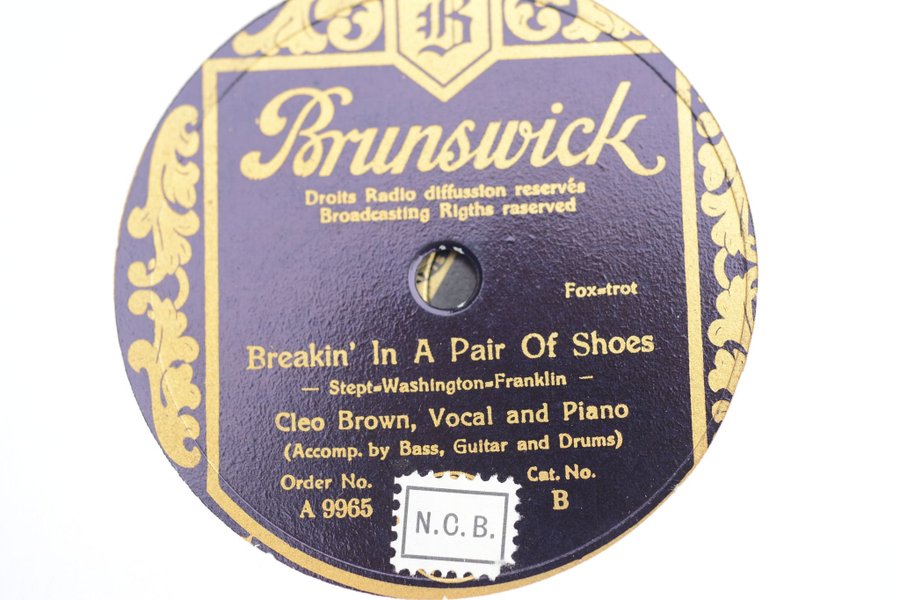 B
Brunswick
Droits Radio diffussion reservés
Broadcasting Rigths raserved
Fox=trot
Breakin' In A Pair Of Shoes
— Stept=Washington=Franklin —
Cleo Brown, Vocal and Piano
(Accomp. by Bass, Guitar and Drums)
Order No. Cat. No.
A 9965 B
N.C.B.